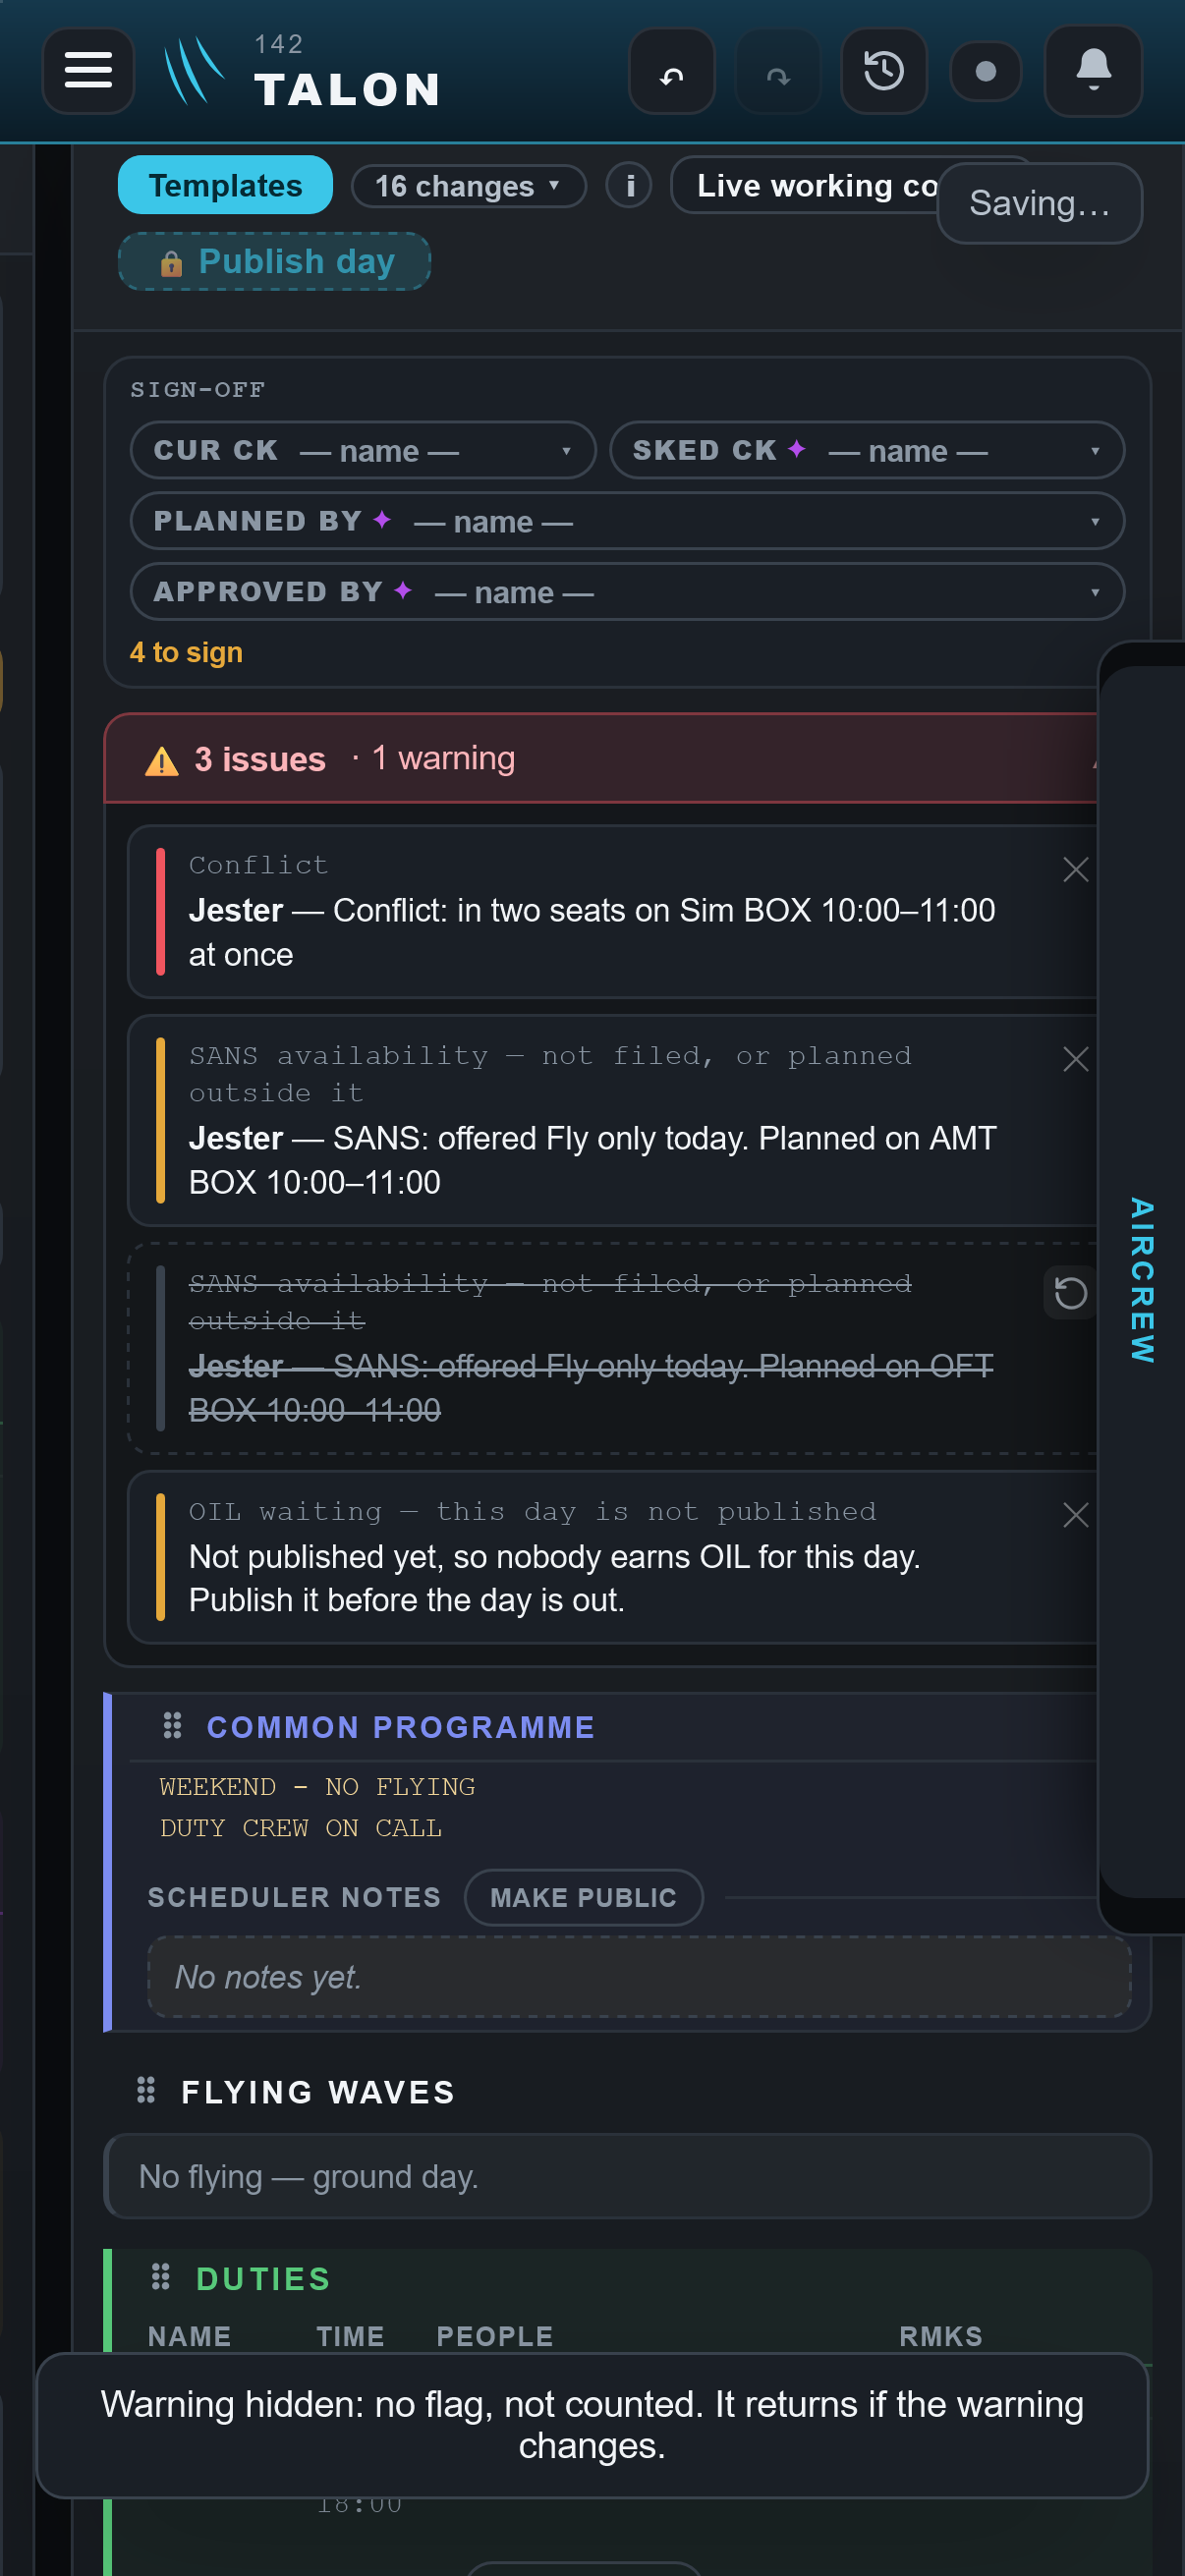 142
TALON
Templates
16 changes ▾
i
Live working co
Saving…
Publish day
SIGN-OFF
CUR CK — name — ▾
SKED CK ✦ — name — ▾
PLANNED BY ✦ — name — ▾
APPROVED BY ✦ — name — ▾
4 to sign
3 issues · 1 warning
Conflict
Jester — Conflict: in two seats on Sim BOX 10:00–11:00
at once
SANS availability — not filed, or planned
outside it
Jester — SANS: offered Fly only today. Planned on AMT
BOX 10:00–11:00
SANS availability — not filed, or planned
outside it
Jester — SANS: offered Fly only today. Planned on OFT
BOX 10:00–11:00
OIL waiting — this day is not published
Not published yet, so nobody earns OIL for this day.
Publish it before the day is out.
AIRCREW
COMMON PROGRAMME
WEEKEND - NO FLYING
DUTY CREW ON CALL
SCHEDULER NOTES
MAKE PUBLIC
No notes yet.
FLYING WAVES
No flying — ground day.
DUTIES
NAME TIME PEOPLE RMKS
Warning hidden: no flag, not counted. It returns if the warning
changes.
18:00